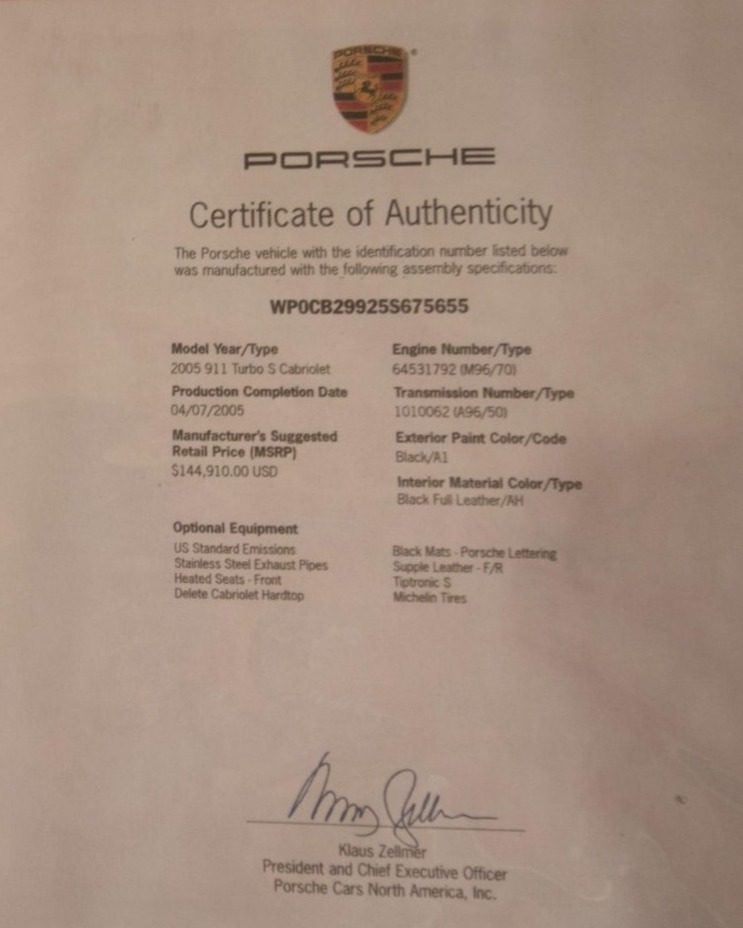 PORSCHE
PORSCHE
Certificate of Authenticity
The Porsche vehicle with the identification number listed below
was manufactured with the following assembly specifications:
WP0CB29925S675655
Model Year/Type
2005 911 Turbo S Cabriolet
Production Completion Date
04/07/2005
Manufacturer's Suggested
Retail Price (MSRP)
$144,910.00 USD
Engine Number/Type
64531792 (M96/70)
Transmission Number/Type
1010062 (A96/50)
Exterior Paint Color/Code
Black/A1
Interior Material Color/Type
Black Full Leather/AH
Optional Equipment
US Standard Emissions
Stainless Steel Exhaust Pipes
Heated Seats - Front
Delete Cabriolet Hardtop
Black Mats - Porsche Lettering
Supple Leather - F/R
Tiptronic S
Michelin Tires
Klaus Zellmer
President and Chief Executive Officer
Porsche Cars North America, Inc.